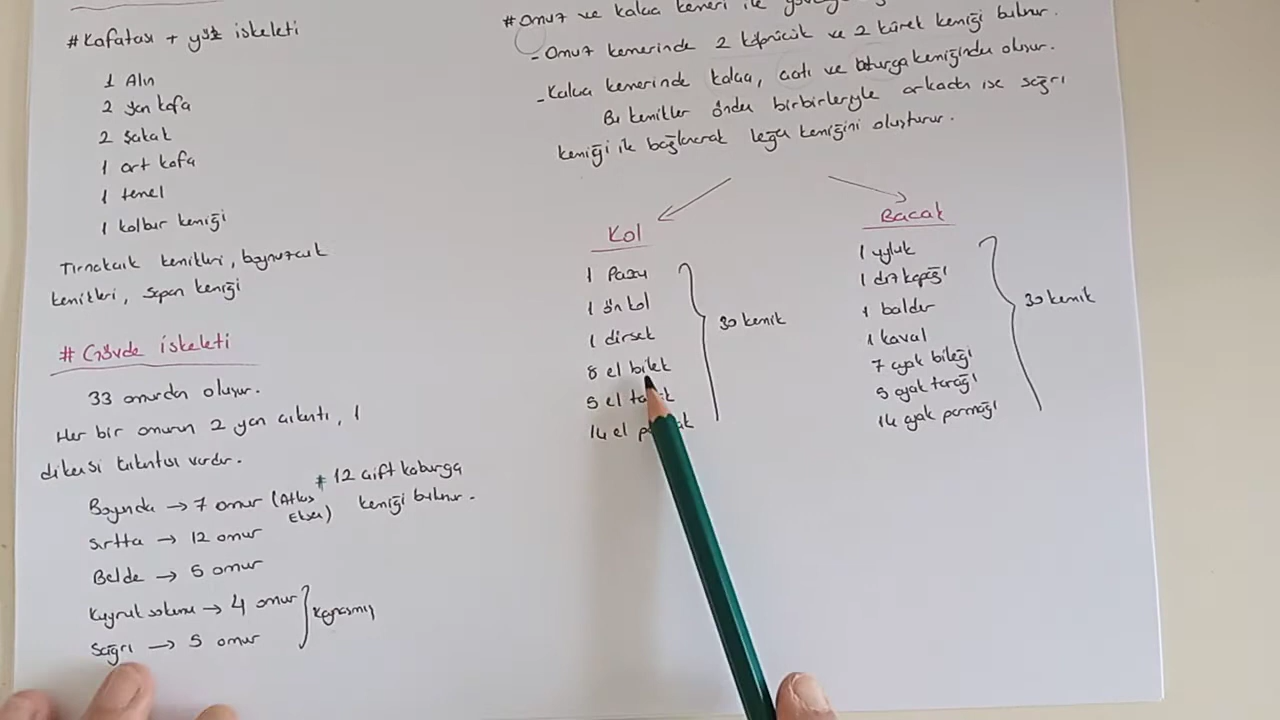 #Kafatası + yüz iskeleti
1 Alın
2 yan kafa
2 şakak
1 art kafa
1 temel
1 kalbur kemiği
Tırnakcık kemikleri, boynuzcuk
kemikleri, sapan kemiği
# Gövde iskeleti
33 omurdan oluşur.
Her bir omurun 2 yan çıkıntı, 1
dikensi çıkıntısı vardır.
Boyunda → 7 omur (Atlas
Eksen)
Sırtta → 12 omur
Belde → 5 omur
Kuyruk sokumu → 4 omur
Sağrı → 5 omur
Kaynaşmış
# 12 çift kaburga
kemiği bulunur.
#Omuz ve kalça kemeri ile
- Omuz kemerinde 2 köprücük ve 2 kürek kemiği bulunur.
- Kalça kemerinde kalça, çatı ve oturga kemiğinden oluşur.
Bu kemikler önden birbirleriyle arkadan ise sağrı
kemiği ile bağlanarak leğen kemiğini oluşturur.
Kol
1 Pazu
1 ön kol
1 dirsek
8 el bilek
5 el tarak
14 el parmak
30 kemik
Bacak
1 uyluk
1 diz kapağı
1 baldır
1 kaval
7 ayak bileği
5 ayak tarağı
14 ayak parmağı
30 kemik